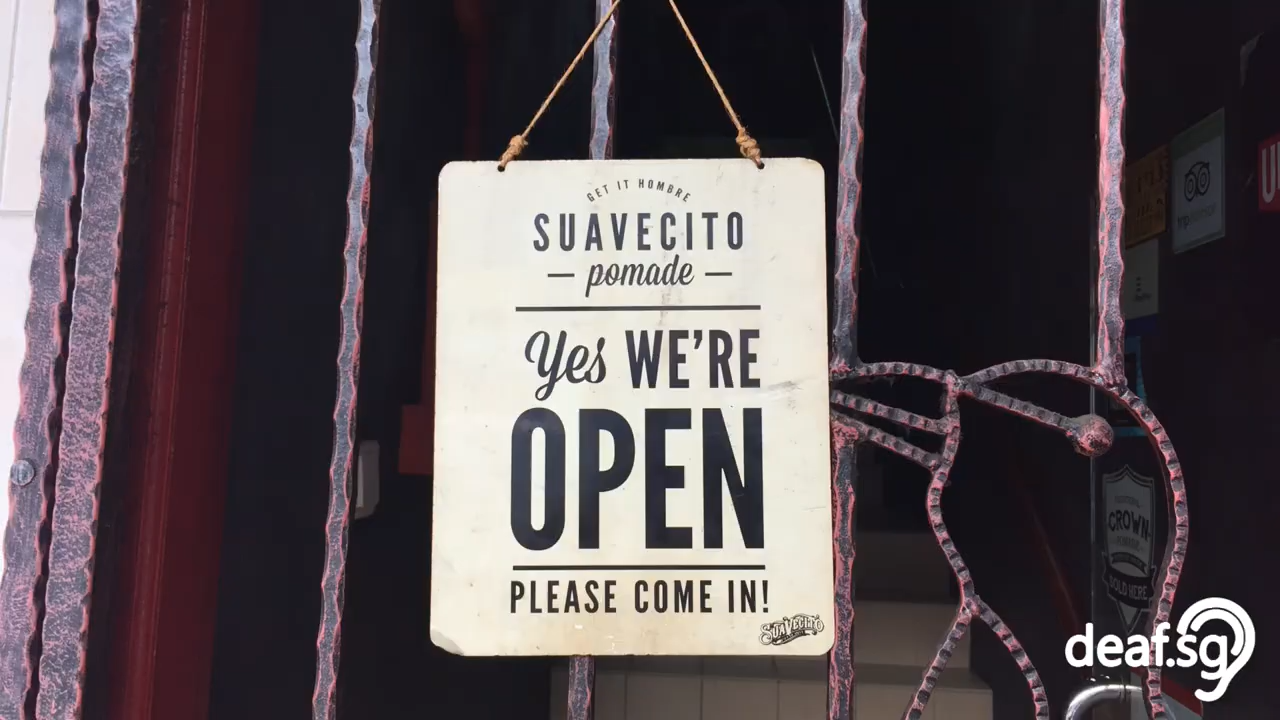 GET IT HOMBRE
SUAVECITO
— pomade —
Yes WE'RE
OPEN
PLEASE COME IN!
SUAVECITO
CROWN
SOLD HERE
deaf.sg